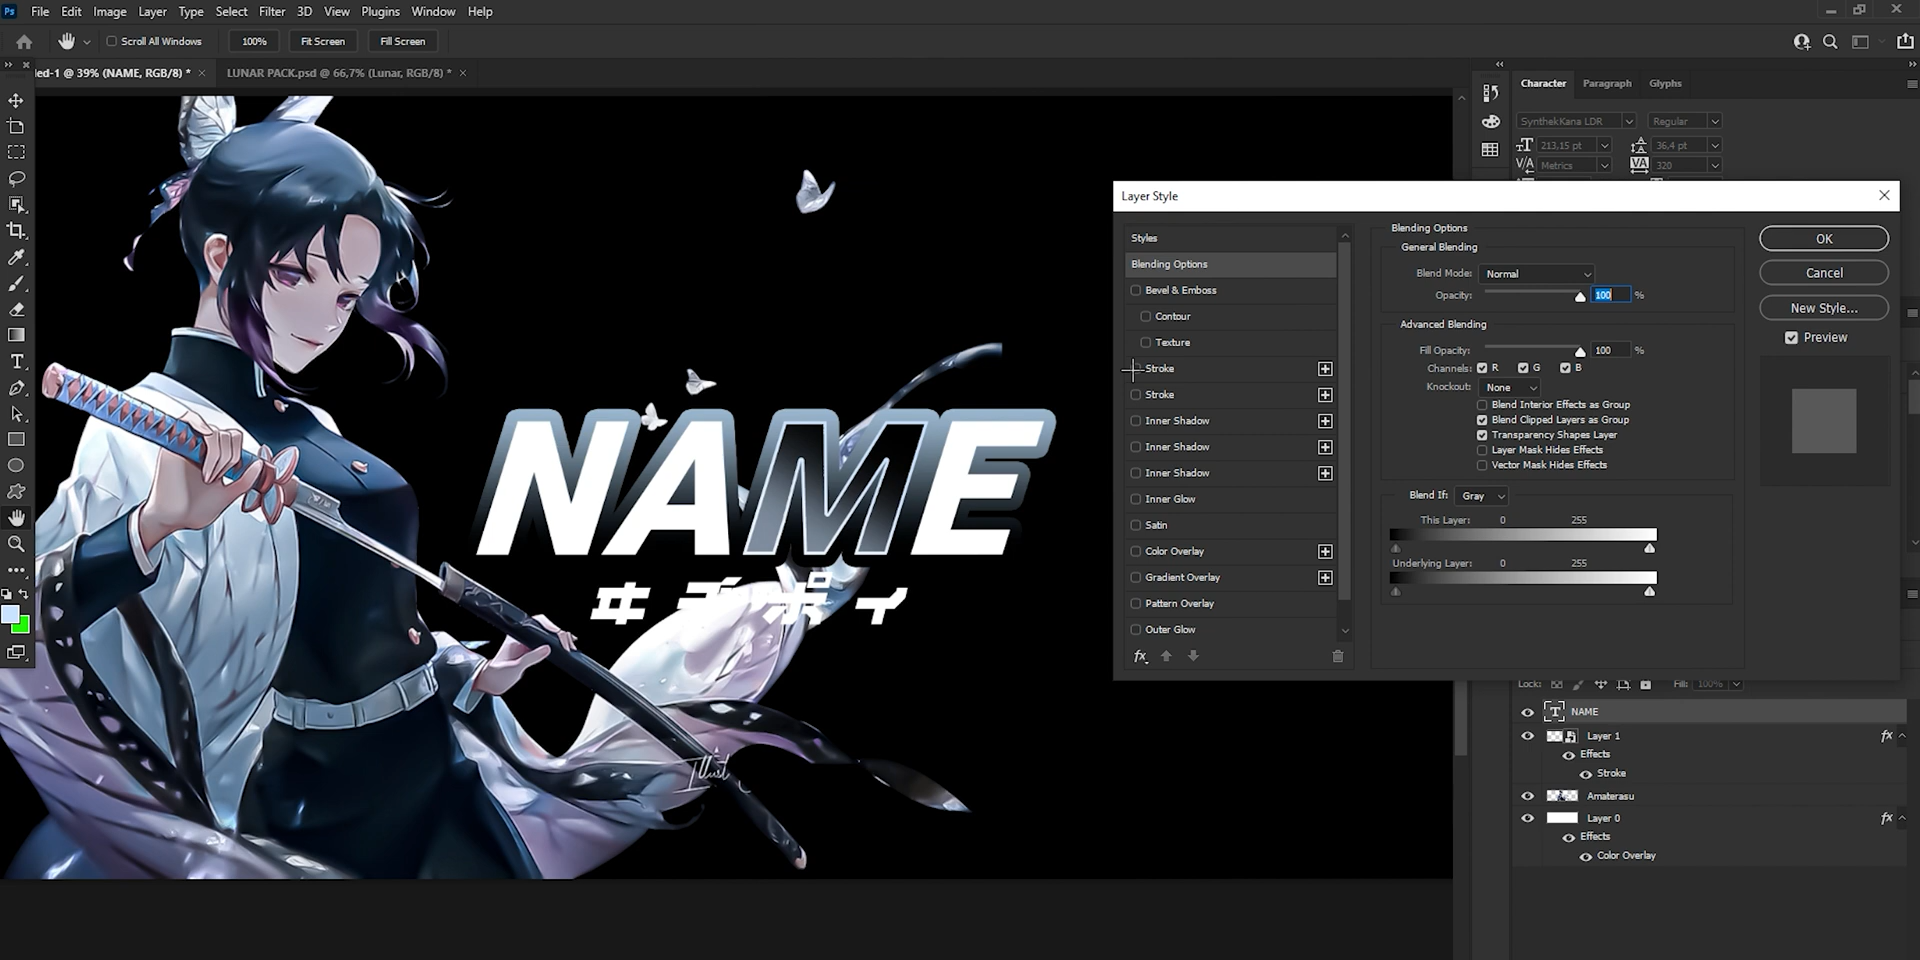 Ps File Edit Image Layer Type Select Filter 3D View Plugins Window Help
Scroll All Windows 100% Fit Screen Fill Screen
led-1 @ 39% (NAME, RGB/8) * × LUNAR PACK.psd @ 66,7% (Lunar, RGB/8) * ×
Character Paragraph Glyphs
SynthekKana LDR Regular
213,15 pt 36,4 pt
Metrics 320
NAME
Illust
Layer Style
Styles
Blending Options
Bevel & Emboss
Contour
Texture
Stroke
Stroke
Inner Shadow
Inner Shadow
Inner Shadow
Inner Glow
Satin
Color Overlay
Gradient Overlay
Pattern Overlay
Outer Glow
fx
Blending Options
General Blending
Blend Mode: Normal
Opacity: 100 %
Advanced Blending
Fill Opacity: 100 %
Channels: R G B
Knockout: None
Blend Interior Effects as Group
Blend Clipped Layers as Group
Transparency Shapes Layer
Layer Mask Hides Effects
Vector Mask Hides Effects
Blend If: Gray
This Layer: 0 255
Underlying Layer: 0 255
OK
Cancel
New Style...
Preview
Lock: Fill: 100%
NAME
Layer 1 fx
Effects
Stroke
Amaterasu
Layer 0 fx
Effects
Color Overlay